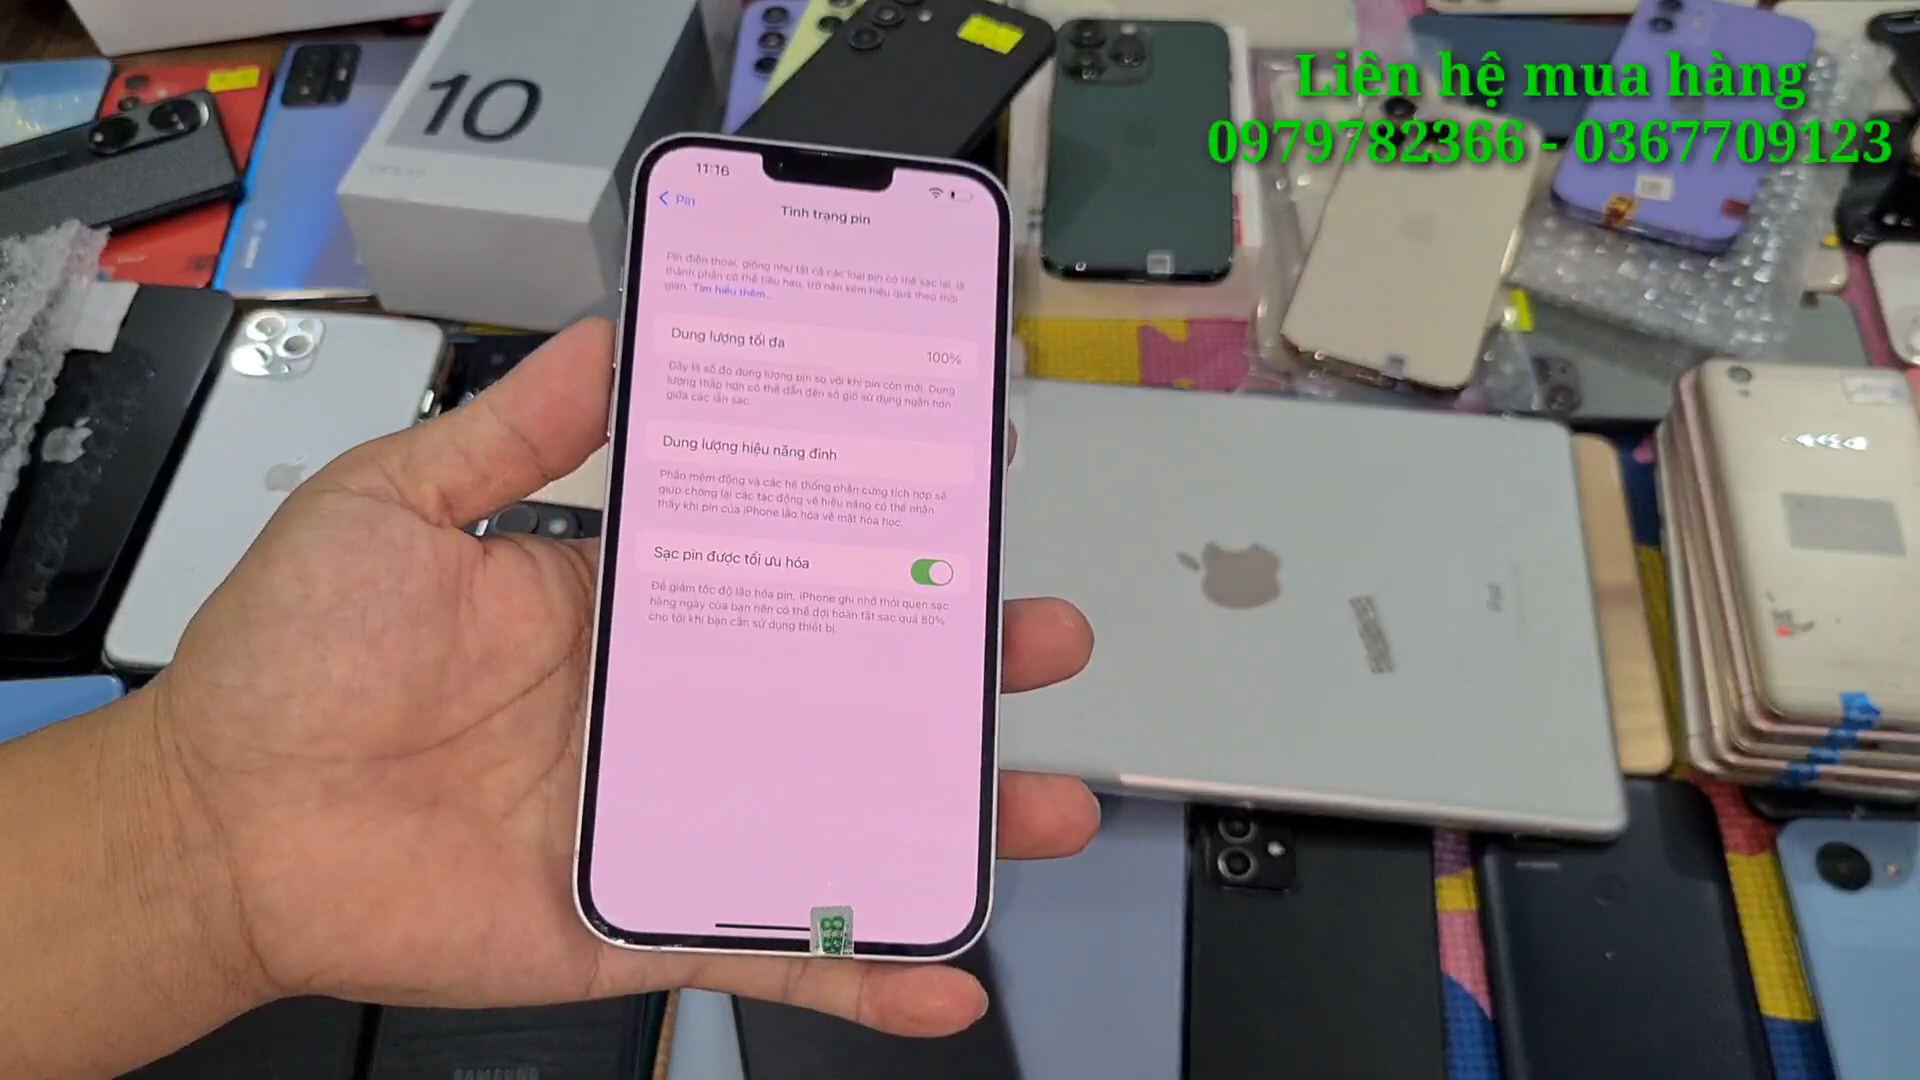 Liên hệ mua hàng
0979782366 - 0367709123
10
11:16
Pin
Tình trạng pin
Pin điện thoại, giống như tất cả các loại pin có thể sạc lại, là
thành phần có thể tiêu hao, trở nên kém hiệu quả theo thời
gian. Tìm hiểu thêm...
Dung lượng tối đa
100%
Đây là số đo dung lượng pin so với khi pin còn mới. Dung
lượng thấp hơn có thể dẫn đến số giờ sử dụng ngắn hơn
giữa các lần sạc.
Dung lượng hiệu năng đỉnh
Phần mềm động và các hệ thống phần cứng tích hợp sẽ
giúp chống lại các tác động về hiệu năng có thể nhận
thấy khi pin của iPhone lão hóa về mặt hóa học.
Sạc pin được tối ưu hóa
Để giảm tốc độ lão hóa pin, iPhone ghi nhớ thói quen sạc
hàng ngày của bạn nên có thể đợi hoàn tất sạc quá 80%
cho tới khi bạn cần sử dụng thiết bị.
iPad
SAMSUNG